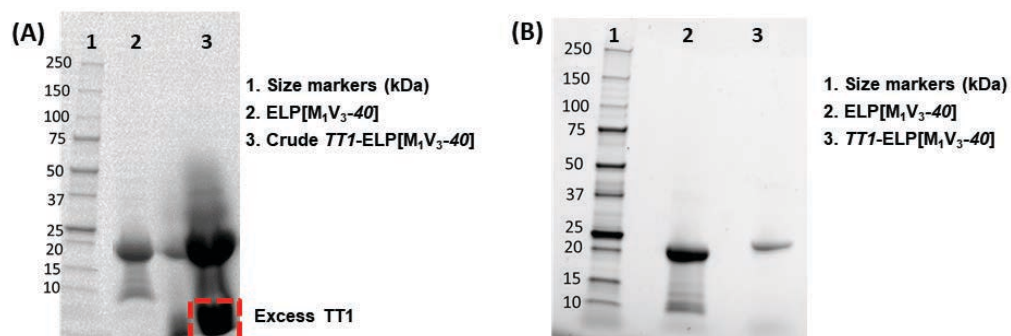 (A)
1 2 3
250
150
100
75
50
37
25
20
15
10
1. Size markers (kDa)
2. ELP[M₁V₃-40]
3. Crude TT1-ELP[M₁V₃-40]
Excess TT1
(B)
1 2 3
250
150
100
75
50
37
25
20
15
10
1. Size markers (kDa)
2. ELP[M₁V₃-40]
3. TT1-ELP[M₁V₃-40]